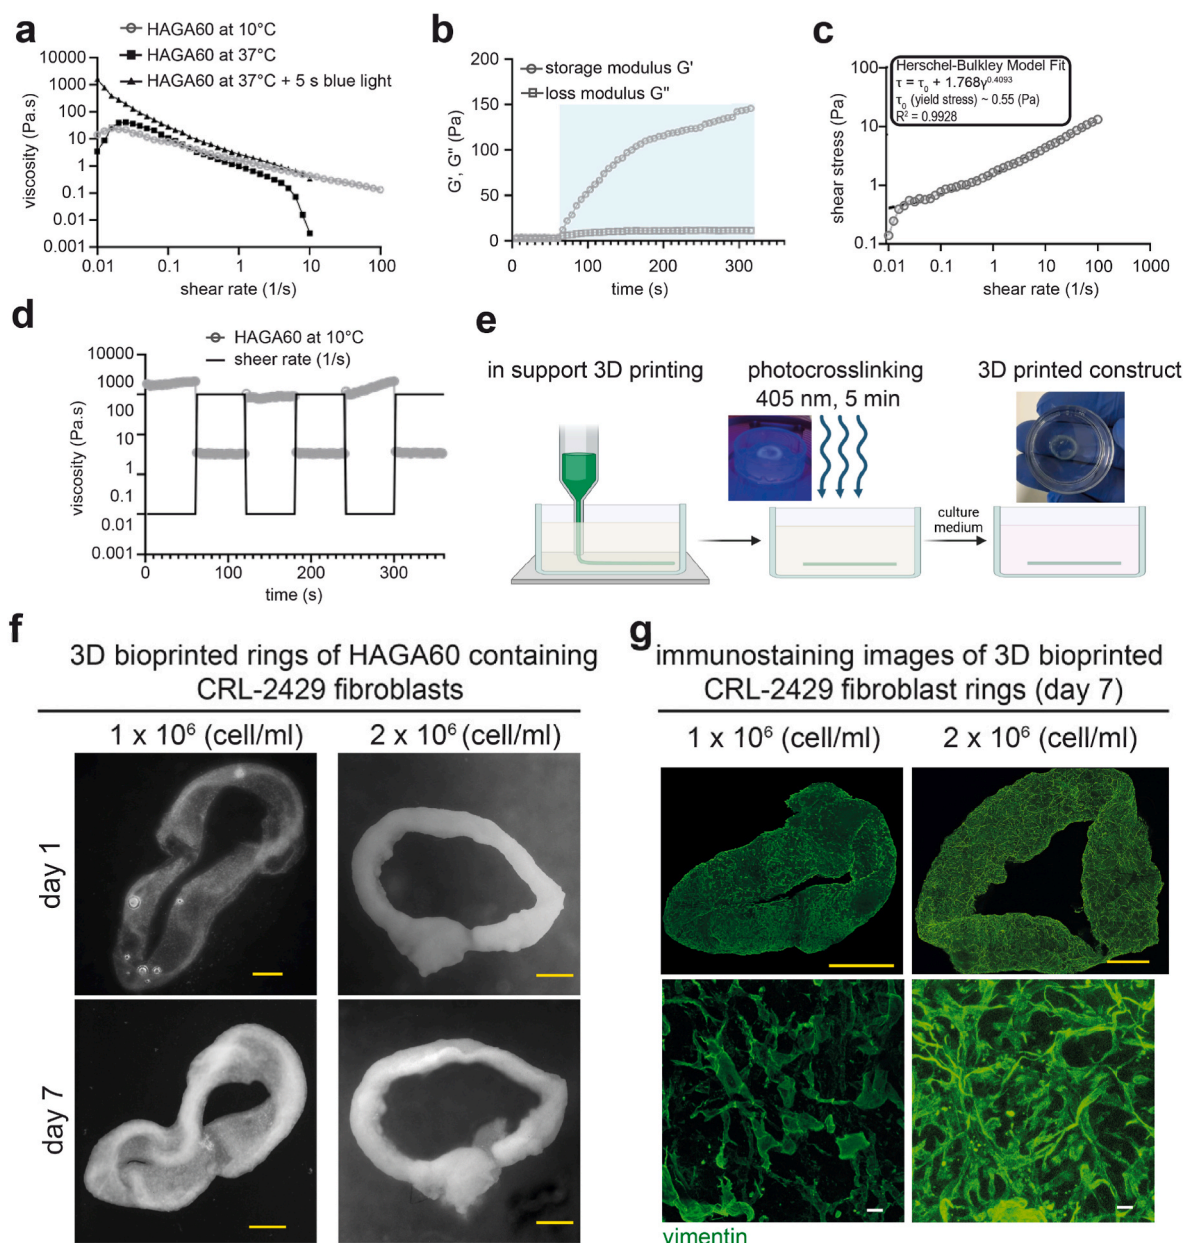 a
HAGA60 at 10°C
HAGA60 at 37°C
HAGA60 at 37°C + 5 s blue light
viscosity (Pa.s)
10000
1000
100
10
1
0.1
0.01
0.001
0.01 0.1 1 10 100
shear rate (1/s)
b
storage modulus G'
loss modulus G"
G', G" (Pa)
200
150
100
50
0
0 100 200 300
time (s)
c
Herschel-Bulkley Model Fit
τ = τ₀ + 1.768γ^0.4093
τ₀ (yield stress) ~ 0.55 (Pa)
R² = 0.9928
shear stress (Pa)
100
10
1
0.1
0.01 0.1 1 10 100 1000
shear rate (1/s)
d
HAGA60 at 10°C
sheer rate (1/s)
viscosity (Pa.s)
10000
1000
100
10
1
0.1
0.01
0.001
0 100 200 300
time (s)
e
in support 3D printing
photocrosslinking
405 nm, 5 min
3D printed construct
culture
medium
f
3D bioprinted rings of HAGA60 containing
CRL-2429 fibroblasts
1 x 10⁶ (cell/ml)
2 x 10⁶ (cell/ml)
day 1
day 7
g
immunostaining images of 3D bioprinted
CRL-2429 fibroblast rings (day 7)
1 x 10⁶ (cell/ml)
2 x 10⁶ (cell/ml)
vimentin